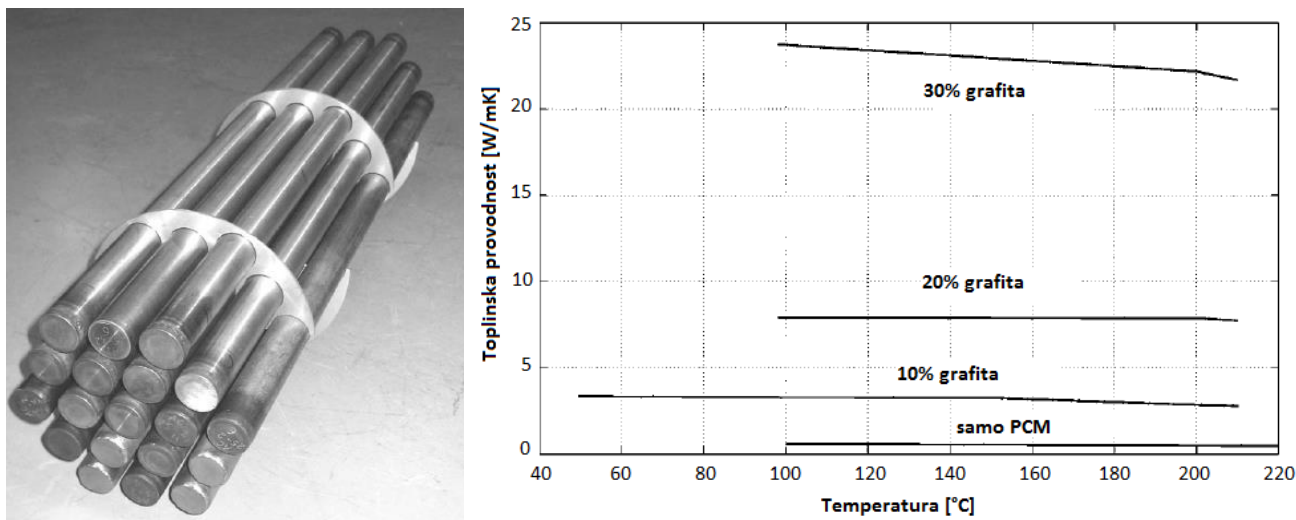 25
20
15
10
5
0
Toplinska provodnost [W/mK]
30% grafita
20% grafita
10% grafita
samo PCM
40 60 80 100 120 140 160 180 200 220
Temperatura [°C]